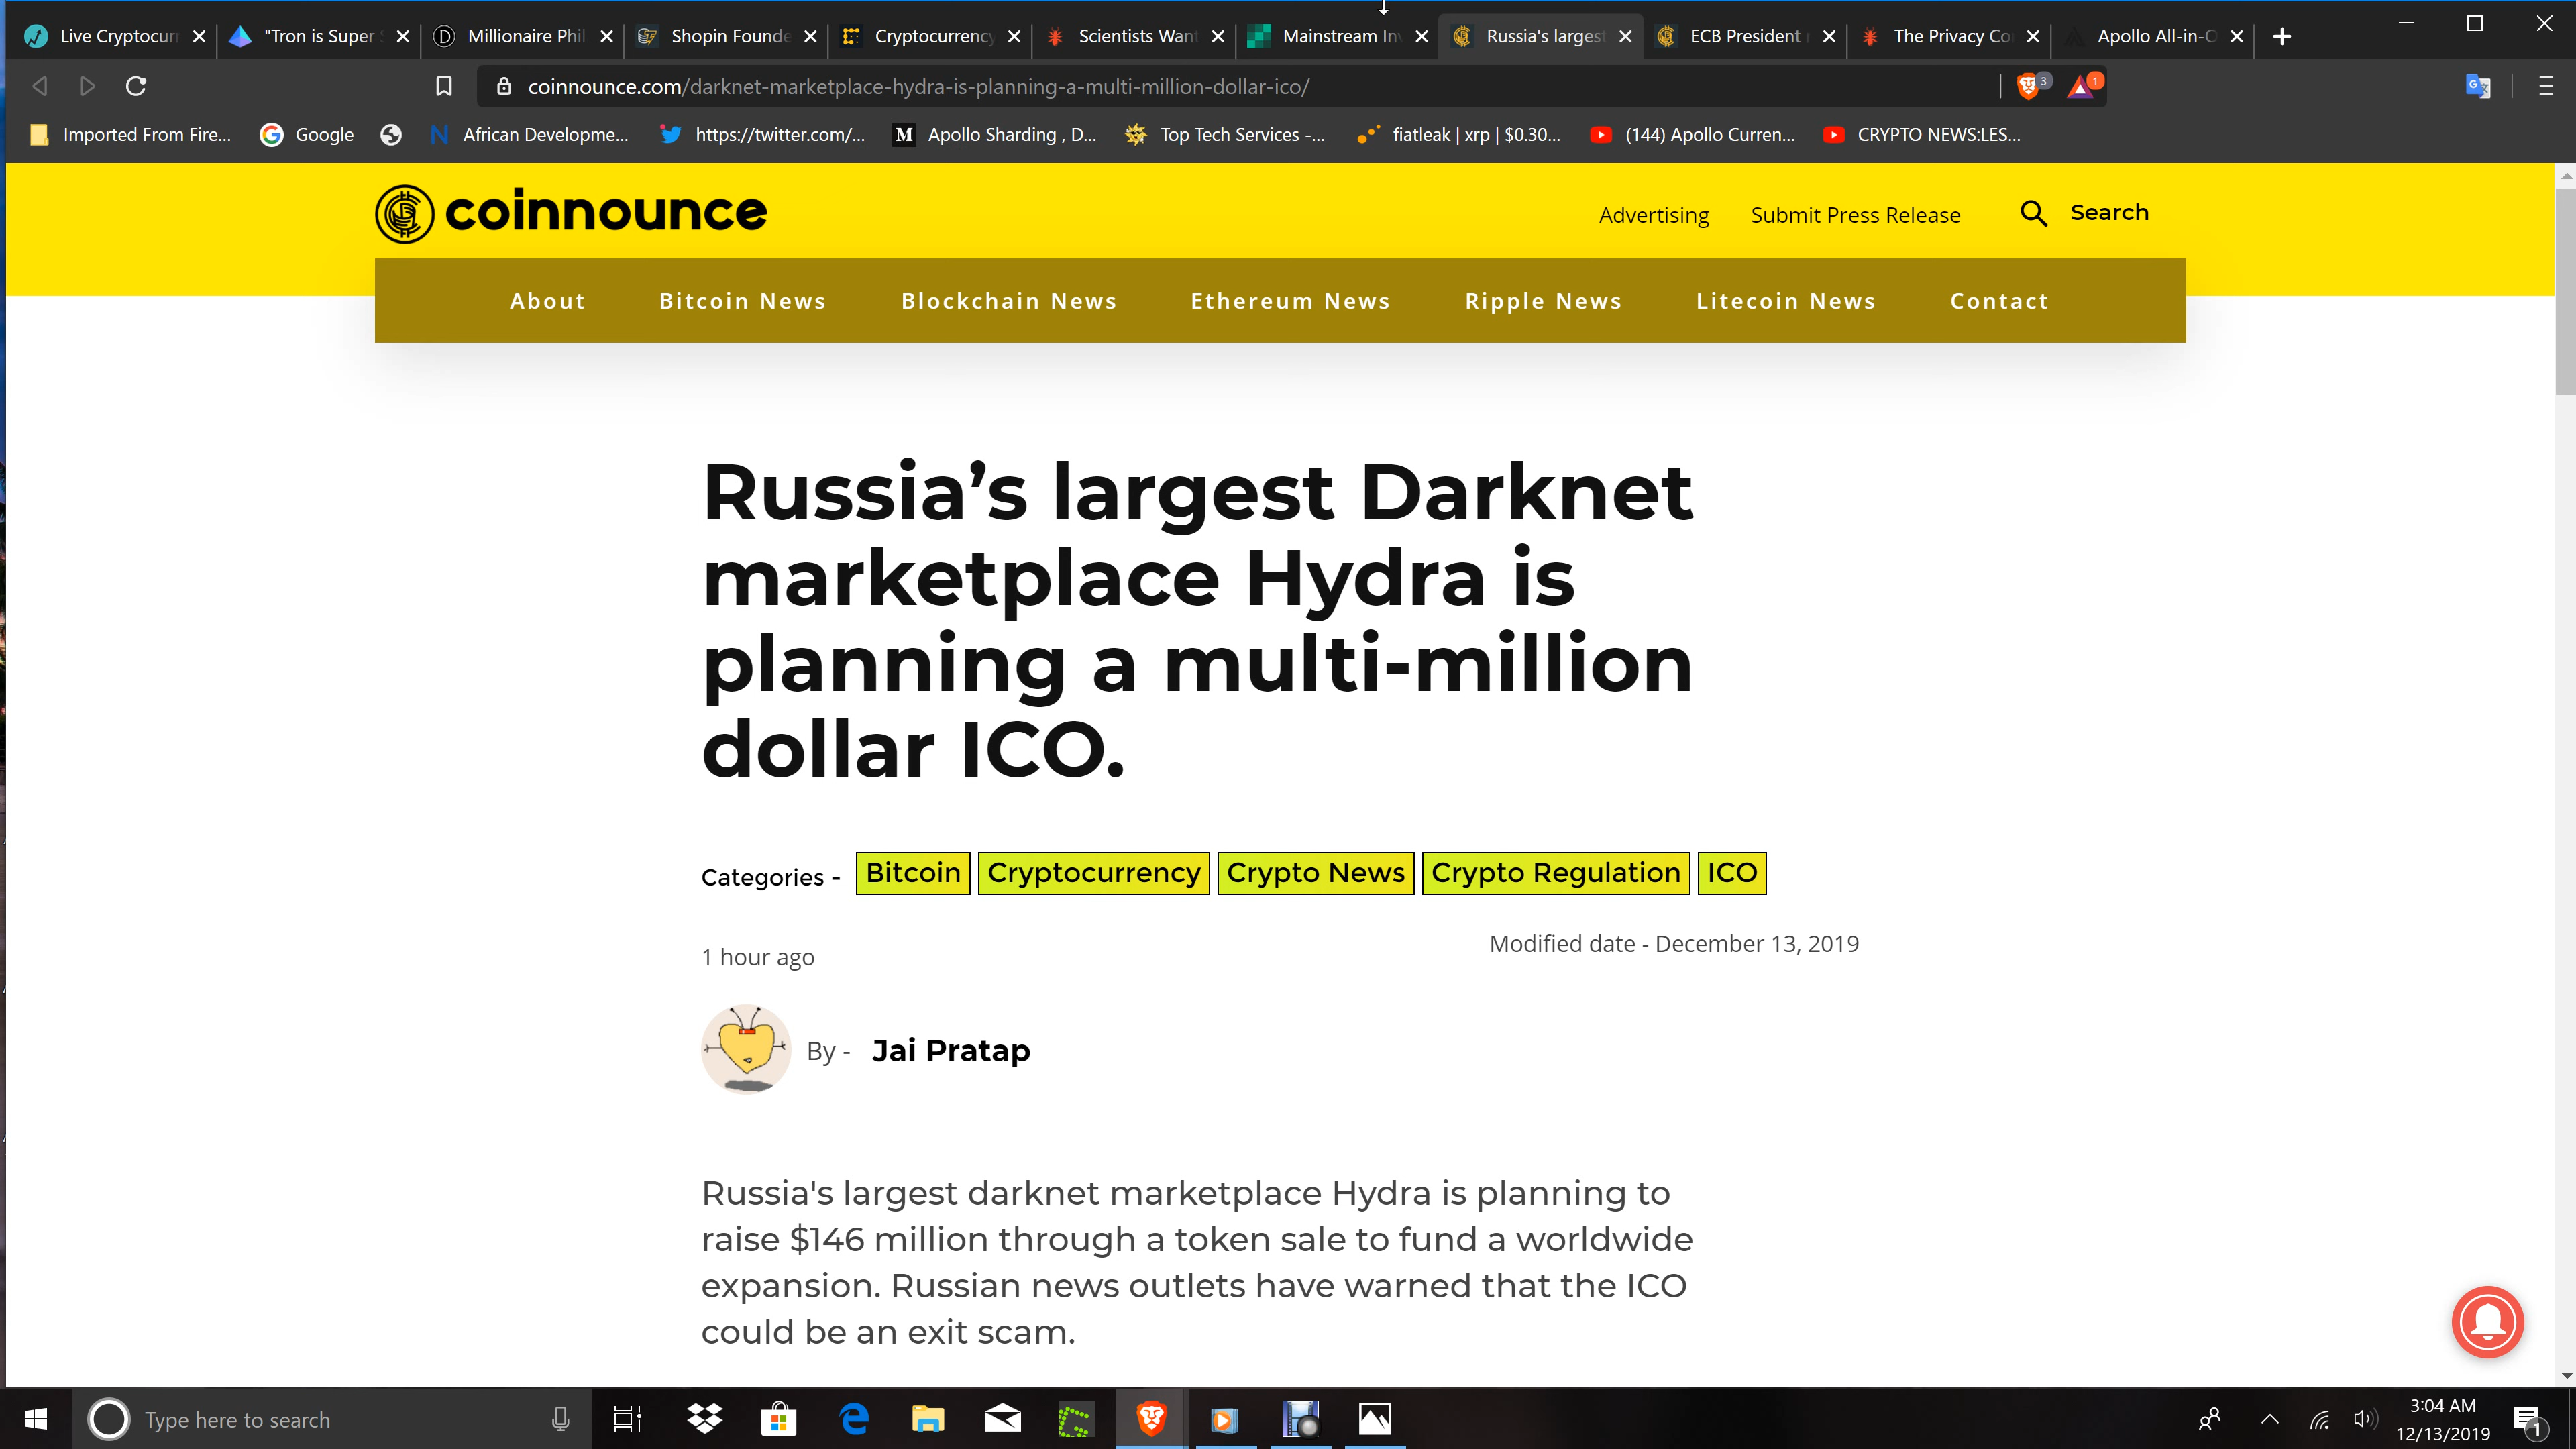 Live Cryptocurr
"Tron is Super S
Millionaire Phil
Shopin Founde
Cryptocurrency
Scientists Want
Mainstream Inv
Russia's largest
ECB President
The Privacy Co
Apollo All-in-O
coinnounce.com/darknet-marketplace-hydra-is-planning-a-multi-million-dollar-ico/
3
1
Imported From Fire...
Google
African Developme...
https://twitter.com/...
Apollo Sharding , D...
Top Tech Services -...
fiatleak | xrp | $0.30...
(144) Apollo Curren...
CRYPTO NEWS:LES...
coinnounce
Advertising
Submit Press Release
Search
About
Bitcoin News
Blockchain News
Ethereum News
Ripple News
Litecoin News
Contact
Russia’s largest Darknet
marketplace Hydra is
planning a multi-million
dollar ICO.
Categories - Bitcoin Cryptocurrency Crypto News Crypto Regulation ICO
1 hour ago
Modified date - December 13, 2019
By - Jai Pratap
Russia's largest darknet marketplace Hydra is planning to
raise $146 million through a token sale to fund a worldwide
expansion. Russian news outlets have warned that the ICO
could be an exit scam.
Type here to search
3:04 AM
12/13/2019
1